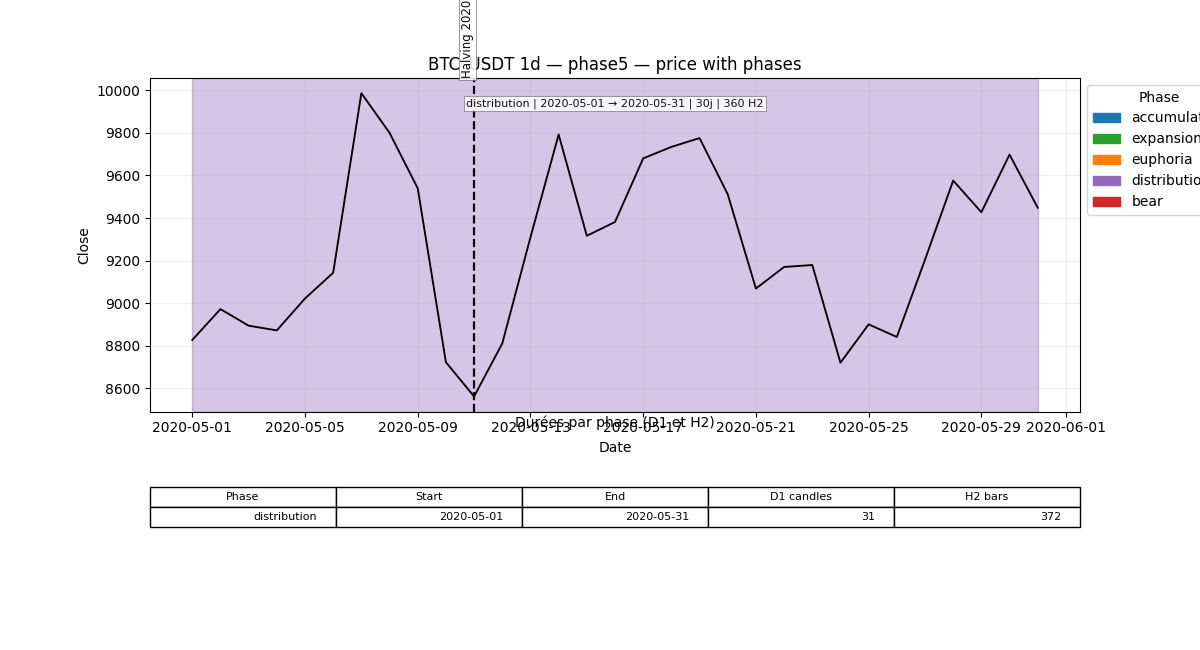 Halving 2020
BTC USDT 1d — phase5 — price with phases
distribution | 2020-05-01 → 2020-05-31 | 30j | 360 H2
Close
10000
9800
9600
9400
9200
9000
8800
8600
Phase
accumulat
expansion
euphoria
distributio
bear
2020-05-01 2020-05-05 2020-05-09 2020-05-13 2020-05-17 2020-05-21 2020-05-25 2020-05-29 2020-06-01
Durées par phase (D1 et H2)
Date
Phase Start End D1 candles H2 bars
distribution 2020-05-01 2020-05-31 31 372